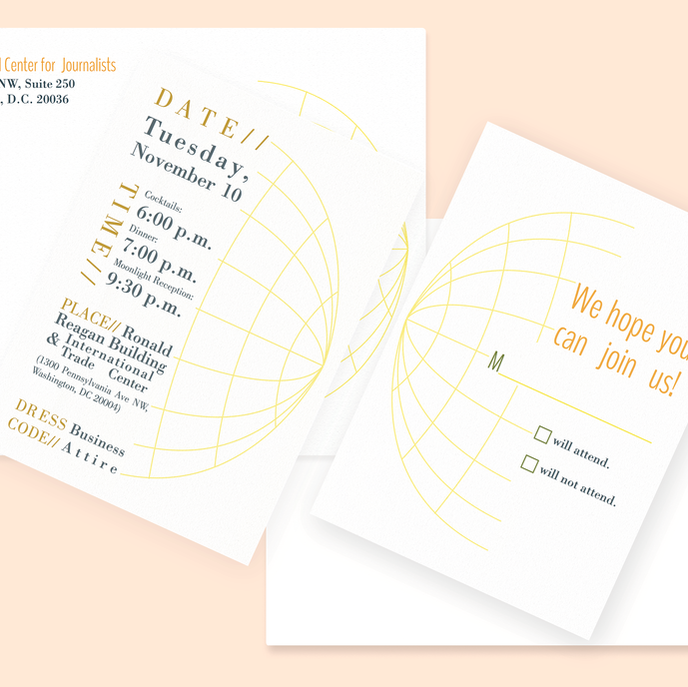 Center for Journalists
NW, Suite 250
, D.C. 20036
DATE//
Tuesday,
November 10
TIME//
Cocktails:
6:00 p.m.
Dinner:
7:00 p.m.
Moonlight Reception:
9:30 p.m.
PLACE// Ronald
Reagan Building
& International
Trade Center
(1300 Pennsylvania Ave NW,
Washington, DC 20004)
DRESS Business
CODE// Attire
We hope you
can join us!
M
will attend.
will not attend.